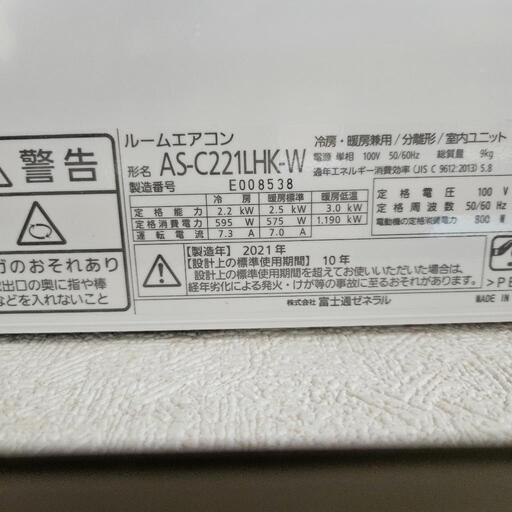 警告
ガのおそれあり
出口の奥に指や棒
などを入れないこと
ルームエアコン
形名 AS-C221LHK-W
製造番号 E008538
冷房・暖房兼用/分離形/室内ユニット
電源 単相 100V 50/60Hz 総質量 9kg
通年エネルギー消費効率(JIS C 9612:2013) 5.8
冷房 暖房標準 暖房低温
定格能力 2.2 kW 2.5 kW 3.0 kW
定格消費電力 595 W 575 W 1.190 kW
運転電流 7.3 A 7.0 A
定格電圧 100 V
定格周波数 50/60 Hz
電動機の定格消費電力 800 W
【製造年】2021年
【設計上の標準使用期間】10年
設計上の標準使用期間を超えてお使いいただいた場合は、
経年劣化による発火・けが等の事故に至るおそれがあります。
株式会社 富士通ゼネラル
>P
MADE IN